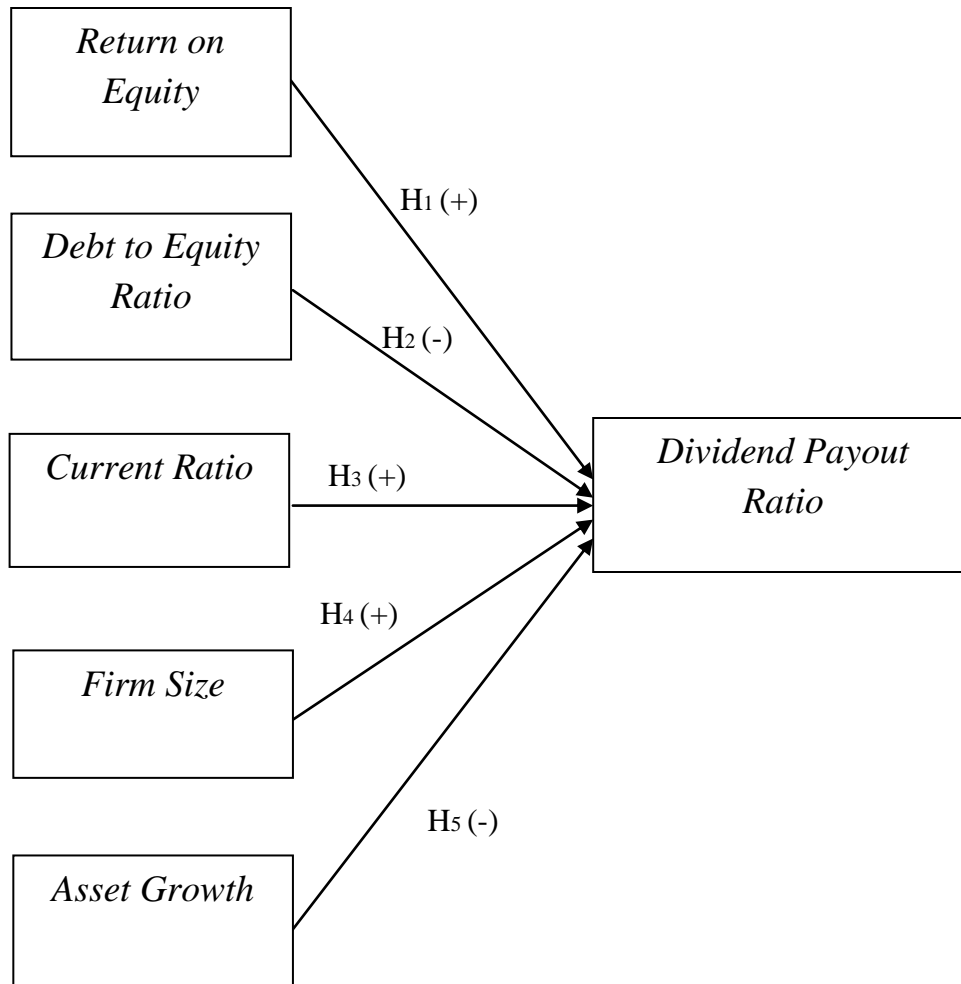 Return on
Equity
H1 (+)
Debt to Equity
Ratio
H2 (-)
Current Ratio
H3 (+)
Dividend Payout
Ratio
H4 (+)
Firm Size
H5 (-)
Asset Growth